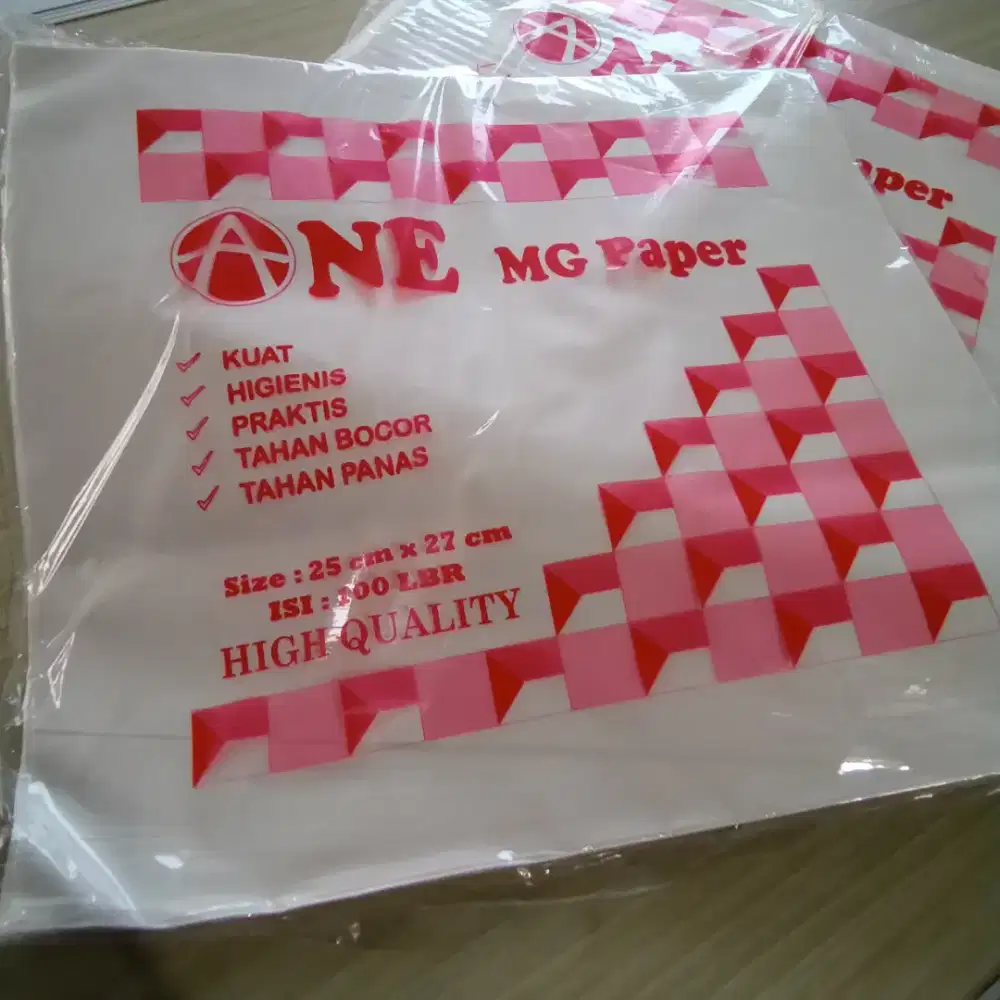 ANE MG Paper
KUAT
HIGIENIS
PRAKTIS
TAHAN BOCOR
TAHAN PANAS
Size : 25 cm x 27 cm
ISI : 100 LBR
HIGH QUALITY
aper